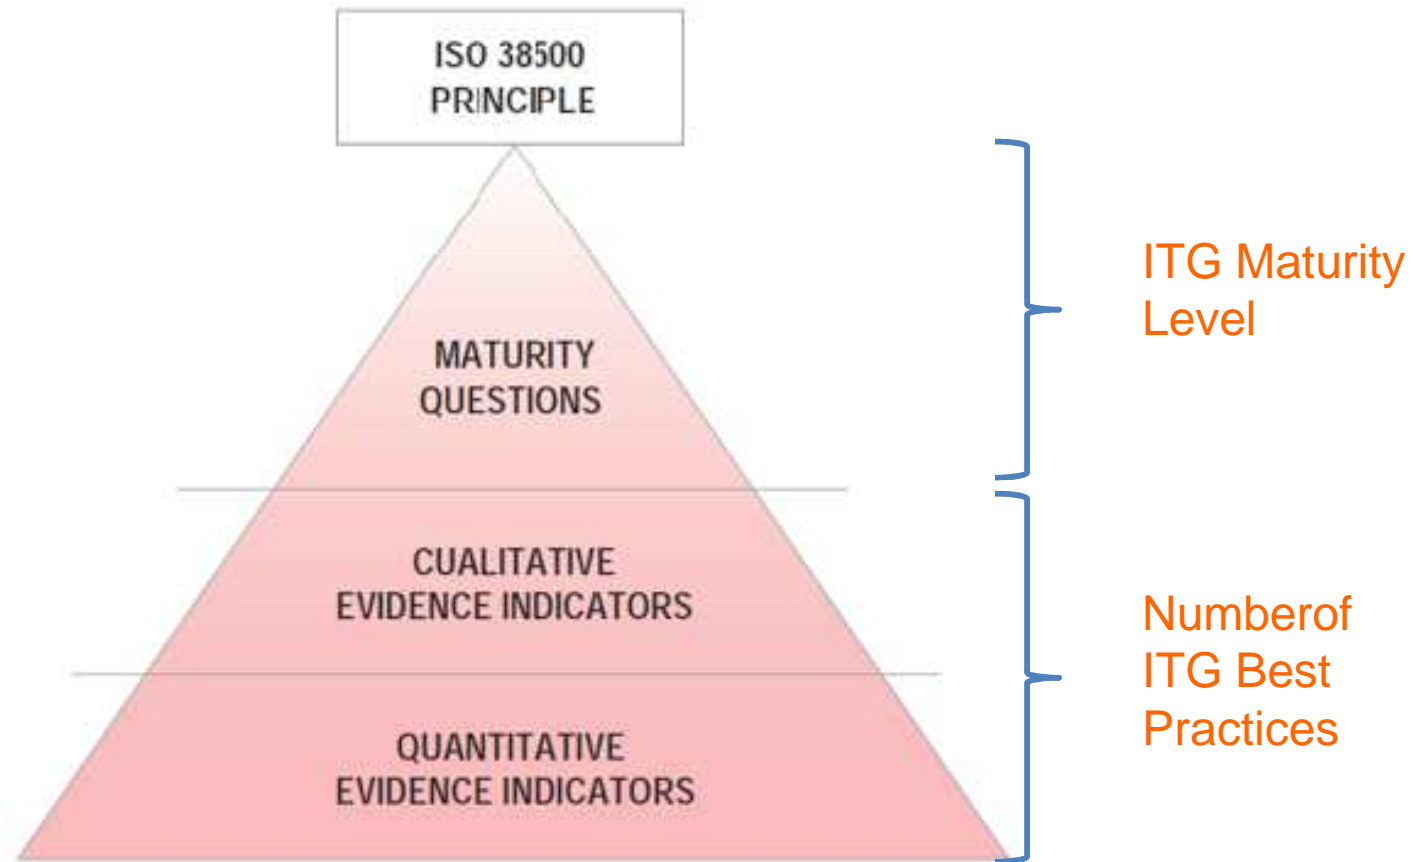 ISO 38500
PRINCIPLE
MATURITY
QUESTIONS
CUALITATIVE
EVIDENCE INDICATORS
QUANTITATIVE
EVIDENCE INDICATORS
ITG Maturity
Level
Numberof
ITG Best
Practices